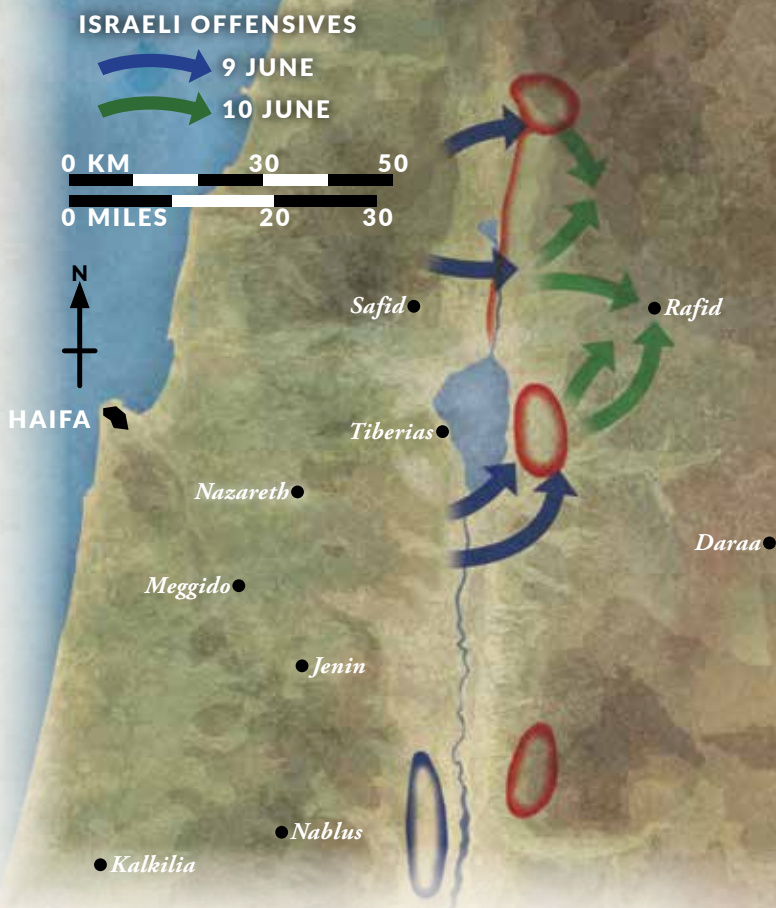 ISRAELI OFFENSIVES
9 JUNE
10 JUNE
0 KM 30 50
0 MILES 20 30
N
Safid
Rafid
HAIFA
Tiberias
Nazareth
Daraa
Meggido
Jenin
Nablus
Kalkilia